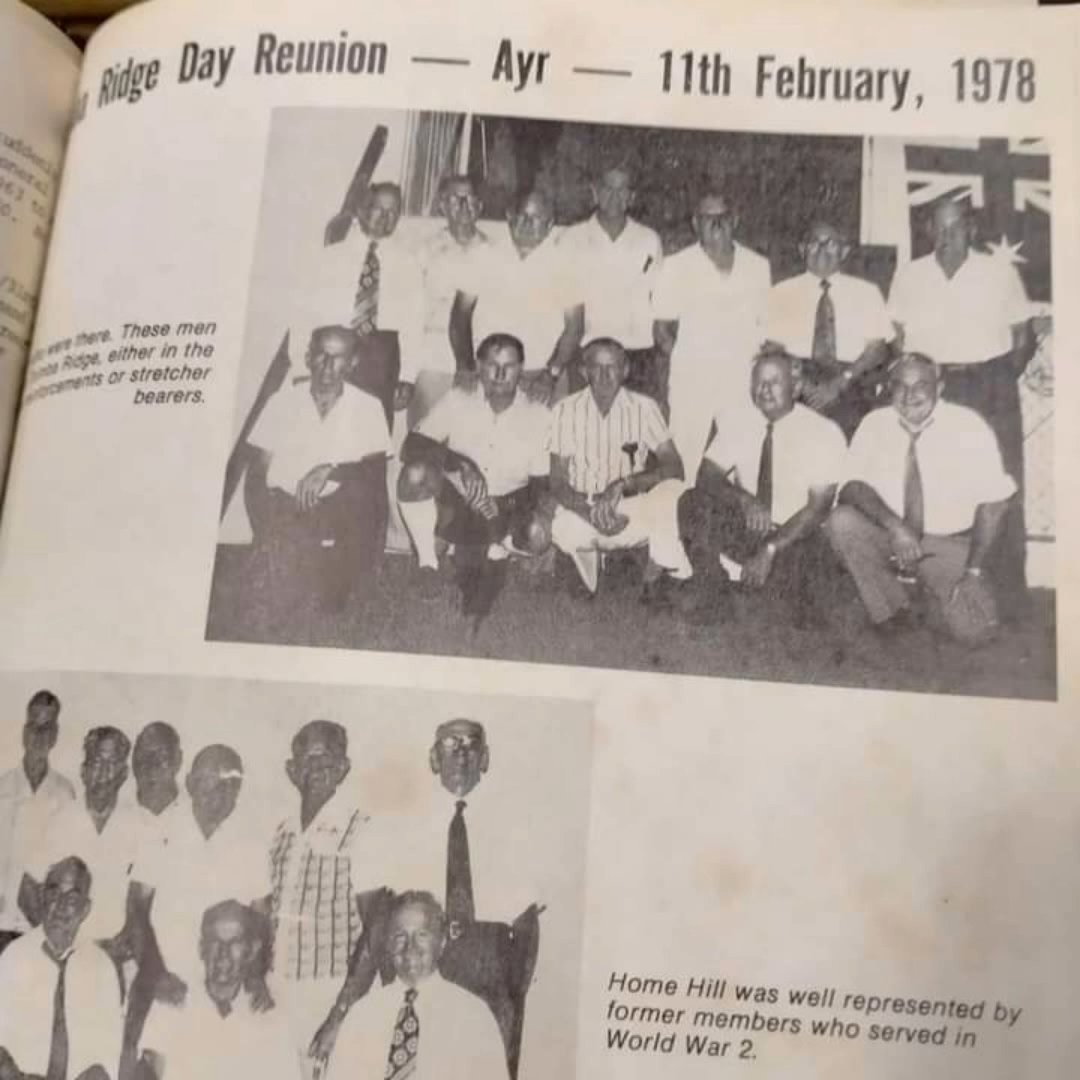 Ridge Day Reunion — Ayr — 11th February, 1978
were there. These men
Ridge, either in the
or stretcher
bearers.
Home Hill was well represented by
former members who served in
World War 2.